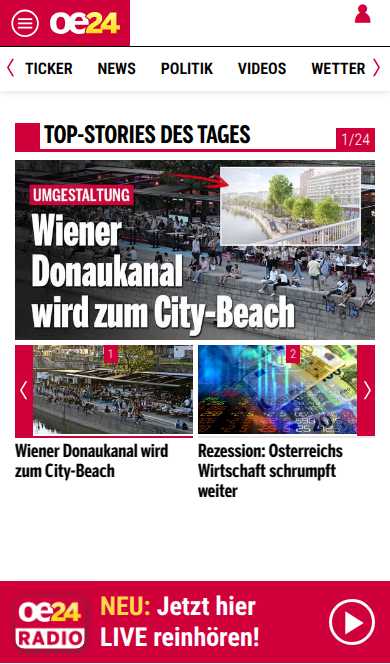 oe24
TICKER NEWS POLITIK VIDEOS WETTER
TOP-STORIES DES TAGES
1/24
UMGESTALTUNG
Wiener
Donaukanal
wird zum City-Beach
1
2
Wiener Donaukanal wird
zum City-Beach
Rezession: Österreichs
Wirtschaft schrumpft
weiter
oe24
RADIO
NEU: Jetzt hier
LIVE reinhören!